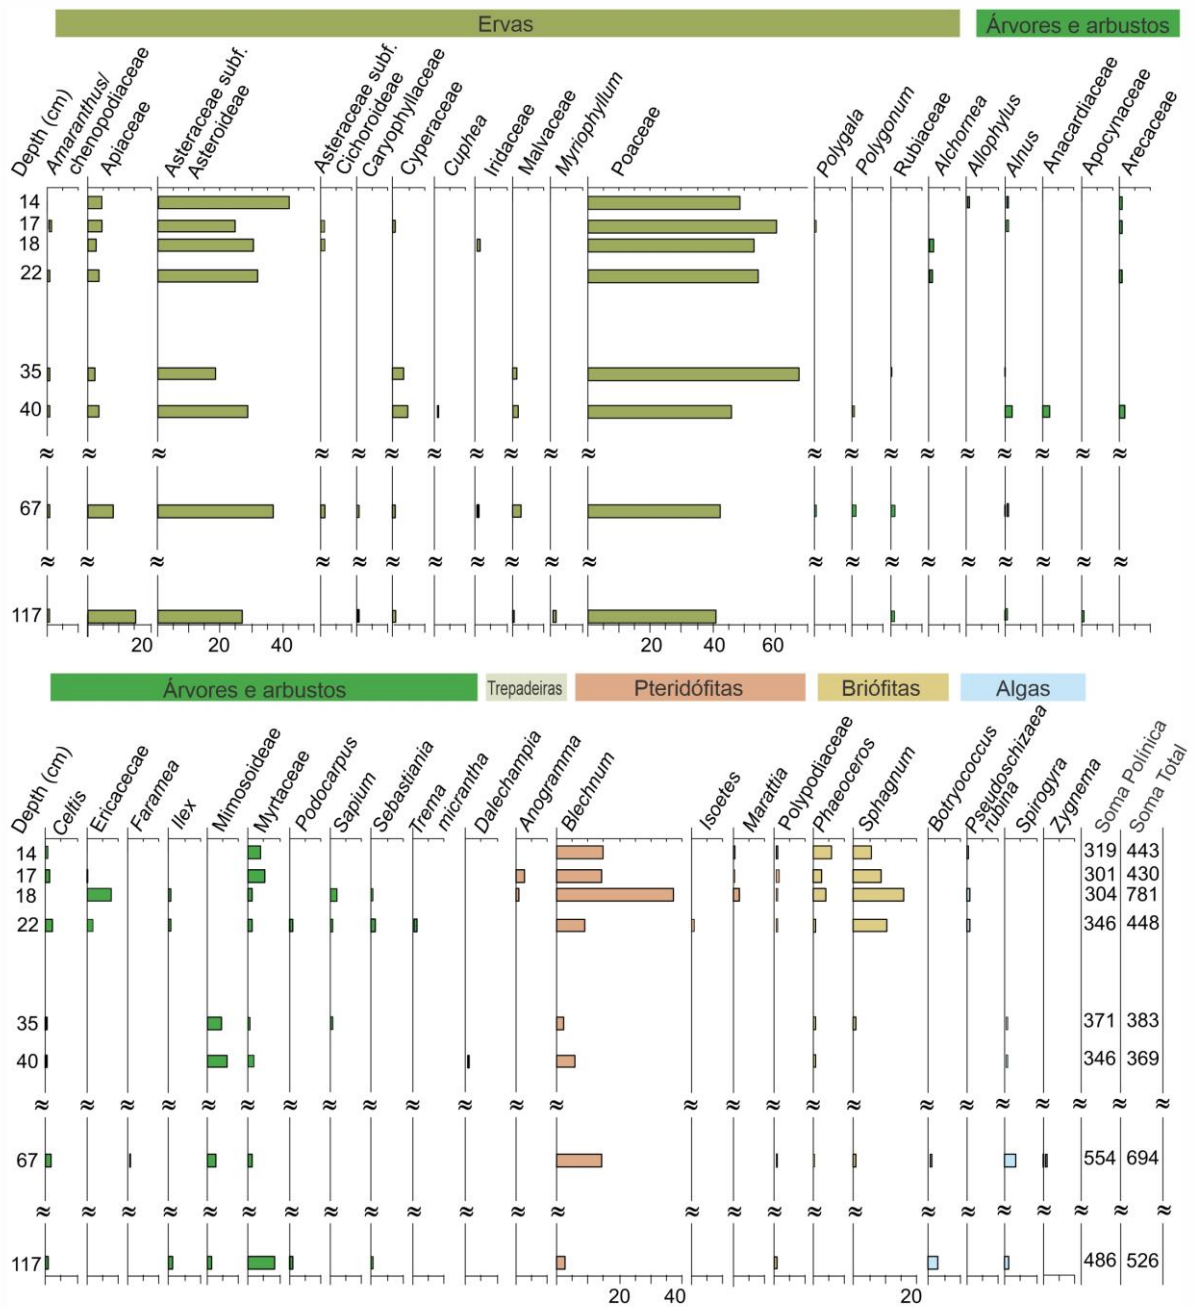 Ervas
Árvores e arbustos
Depth (cm)
Amaranthus/
chenopodiaceae
Apiaceae
Asteraceae subf.
Asteroideae
Asteraceae subf.
Cichoroideae
Caryophyllaceae
Cyperaceae
Cuphea
Iridaceae
Malvaceae
Myriophyllum
Poaceae
Polygala
Polygonum
Rubiaceae
Alchornea
Allophylus
Alnus
Anacardiaceae
Apocynaceae
Arecaceae
14
17
18
22
35
40
67
117
20 20 40 20 40 60
Árvores e arbustos
Trepadeiras
Pteridófitas
Briófitas
Algas
Depth (cm)
Celfis
Ericacecae
Faramea
Ilex
Mimosoideae
Myrtaceae
Podocarpus
Sapium
Sebastiania
Trema
micrantha
Dalechampia
Anogramma
Blechnum
Isoetes
Marattia
Polypodiaceae
Phaeoceros
Sphagnum
Botryococcus
Pseudoschizaea
rubina
Spirogyra
Zygnema
Soma Polínica
Soma Total
14 319 443
17 301 430
18 304 781
22 346 448
35 371 383
40 346 369
67 554 694
117 486 526
20 40 20